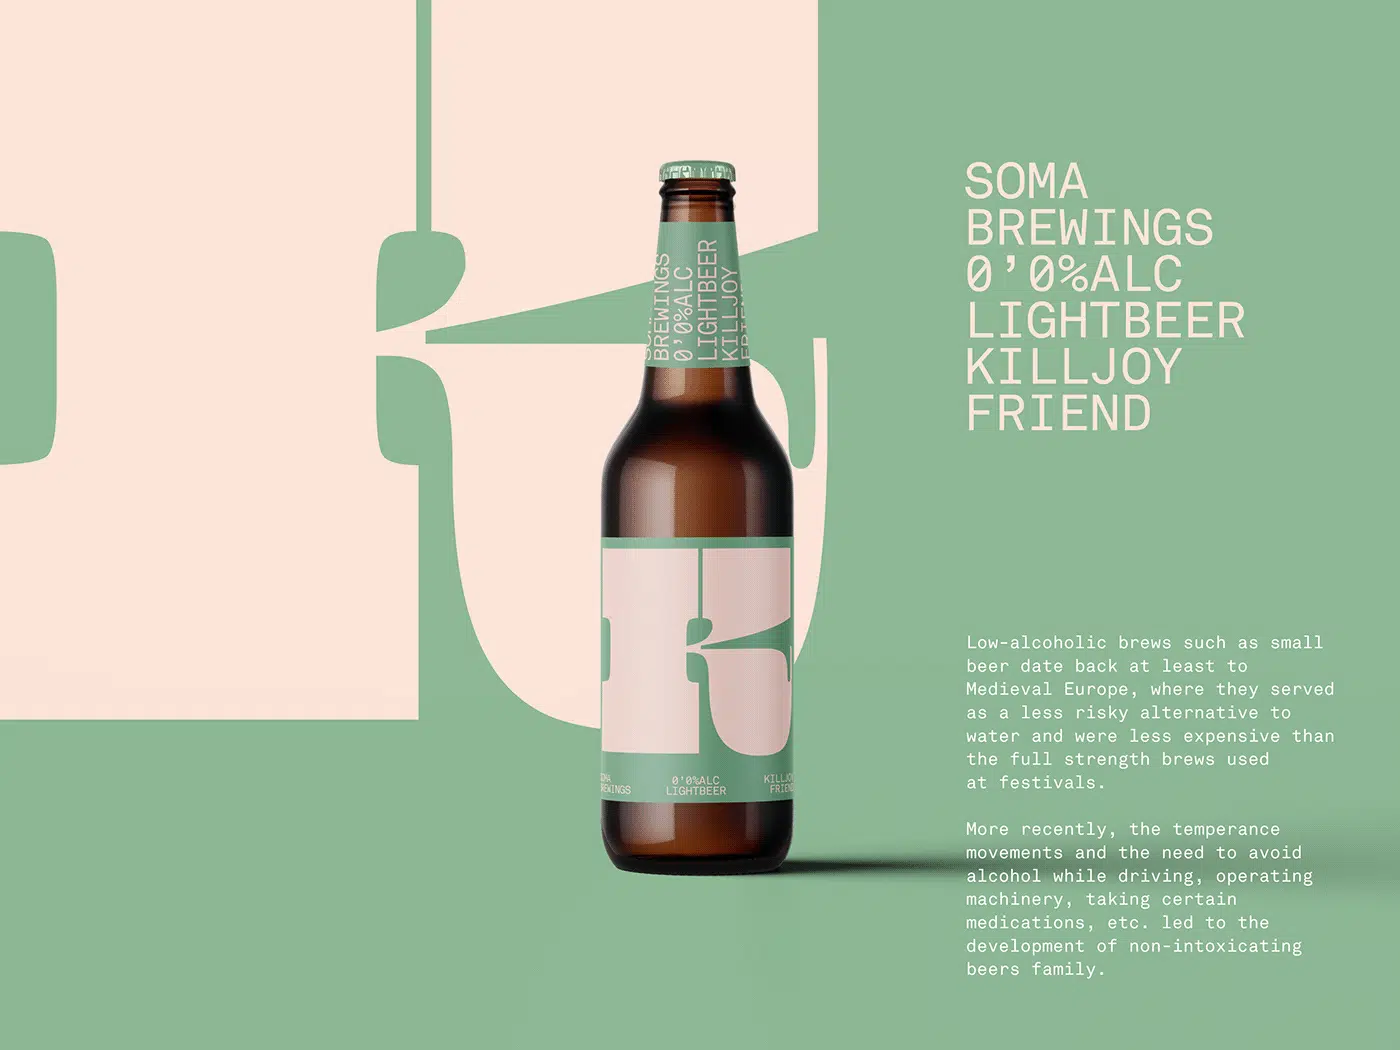 SOMA
BREWINGS
0'0%ALC
LIGHTBEER
KILLJOY
FRIEND
BREWINGS
0'0%ALC
LIGHTBEER
KILLJOY
K
0'0%ALC
LIGHTBEER
Low-alcoholic brews such as small
beer date back at least to
Medieval Europe, where they served
as a less risky alternative to
water and were less expensive than
the full strength brews used
at festivals.
More recently, the temperance
movements and the need to avoid
alcohol while driving, operating
machinery, taking certain
medications, etc. led to the
development of non-intoxicating
beers family.